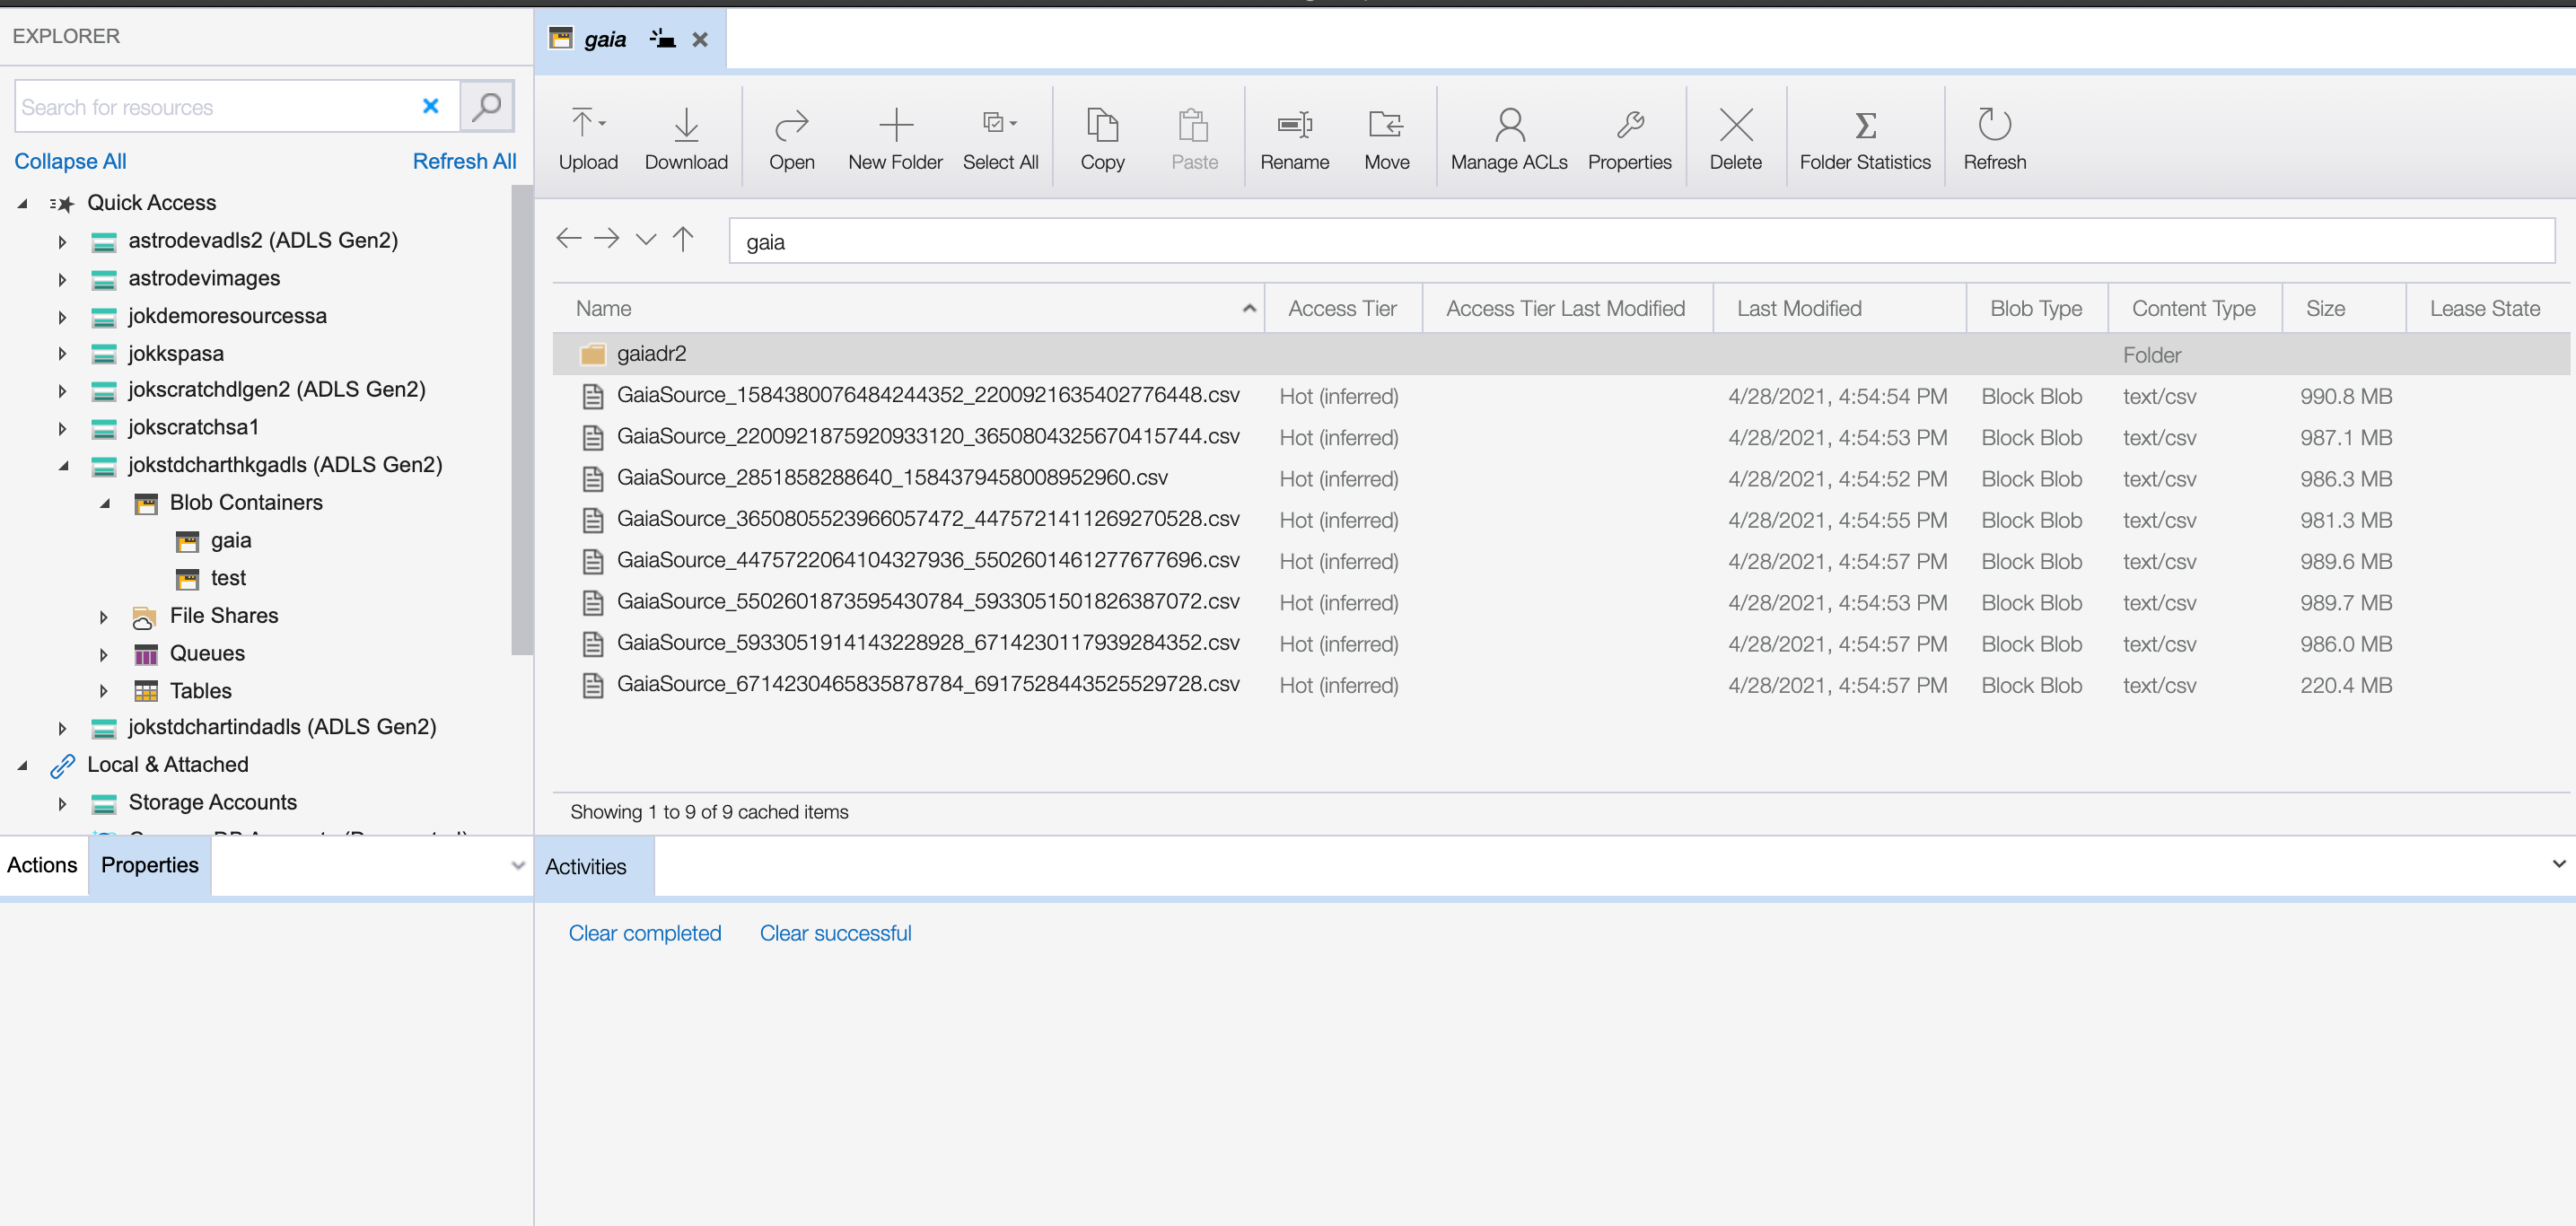 EXPLORER
Search for resources
Collapse All
Refresh All
Quick Access
astrodevadls2 (ADLS Gen2)
astrodevimages
jokdemoresourcessa
jokkspasa
jokscratchdlgen2 (ADLS Gen2)
jokscratchsa1
jokstdcharthkgadls (ADLS Gen2)
Blob Containers
gaia
test
File Shares
Queues
Tables
jokstdchartindadls (ADLS Gen2)
Local & Attached
Storage Accounts
Actions
Properties
gaia
Upload
Download
Open
New Folder
Select All
Copy
Paste
Rename
Move
Manage ACLs
Properties
Delete
Folder Statistics
Refresh
gaia
Name Access Tier Access Tier Last Modified Last Modified Blob Type Content Type Size Lease State
gaiadr2 Folder
GaiaSource_1584380076484244352_2200921635402776448.csv Hot (inferred) 4/28/2021, 4:54:54 PM Block Blob text/csv 990.8 MB
GaiaSource_2200921875920933120_3650804325670415744.csv Hot (inferred) 4/28/2021, 4:54:53 PM Block Blob text/csv 987.1 MB
GaiaSource_2851858288640_1584379458008952960.csv Hot (inferred) 4/28/2021, 4:54:52 PM Block Blob text/csv 986.3 MB
GaiaSource_3650805523966057472_4475721411269270528.csv Hot (inferred) 4/28/2021, 4:54:55 PM Block Blob text/csv 981.3 MB
GaiaSource_4475722064104327936_5502601461277677696.csv Hot (inferred) 4/28/2021, 4:54:57 PM Block Blob text/csv 989.6 MB
GaiaSource_5502601873595430784_5933051501826387072.csv Hot (inferred) 4/28/2021, 4:54:53 PM Block Blob text/csv 989.7 MB
GaiaSource_5933051914143228928_6714230117939284352.csv Hot (inferred) 4/28/2021, 4:54:57 PM Block Blob text/csv 986.0 MB
GaiaSource_6714230465835878784_6917528443525529728.csv Hot (inferred) 4/28/2021, 4:54:57 PM Block Blob text/csv 220.4 MB
Showing 1 to 9 of 9 cached items
Activities
Clear completed
Clear successful